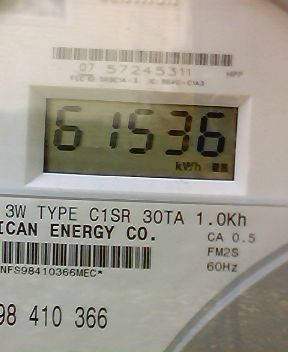 07 57245311
HPP
61536
kWh
3W TYPE C1SR 30TA 1.0Kh
ICAN ENERGY CO.
CA 0.5
FM2S
NFS98410366MEC*
60Hz
98 410 366